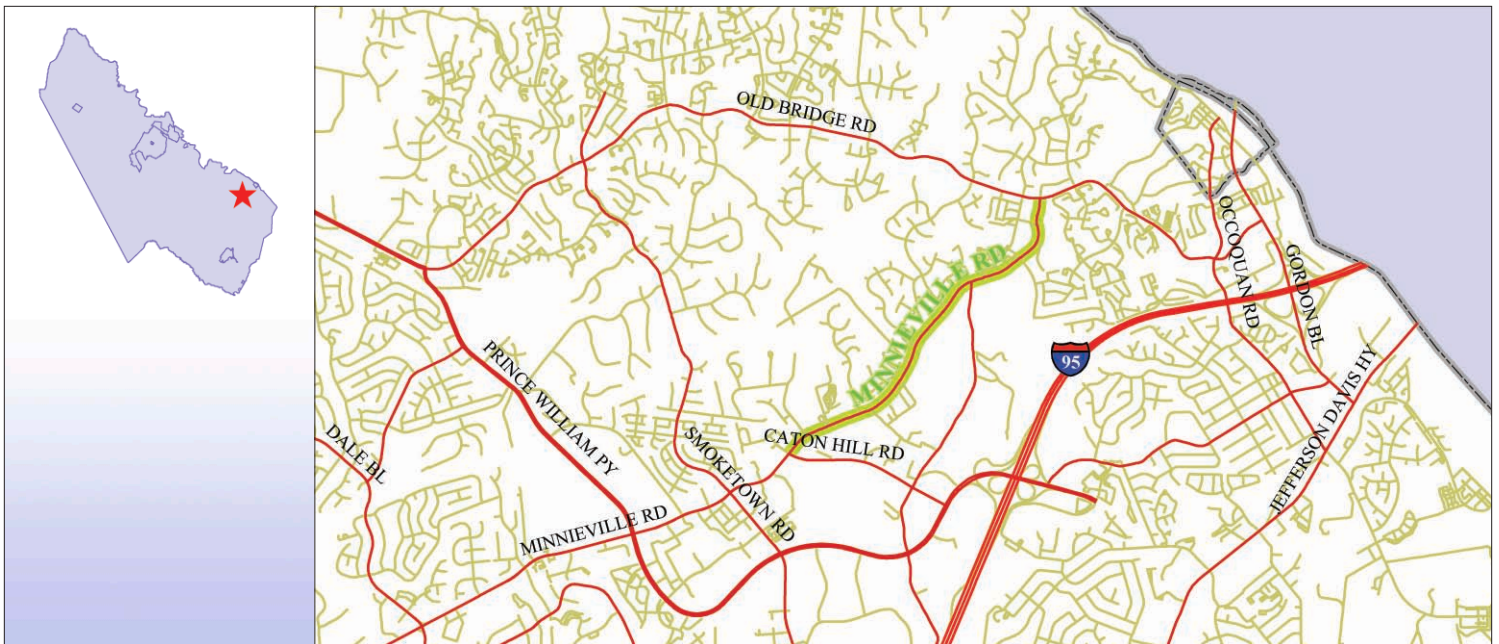 OLD BRIDGE RD
OCCOQUAN RD
GORDON BL
MINNIEVILLE RD
95
PRINCE WILLIAM PY
JEFFERSON DAVIS HY
DALE BL
SMOKETOWN RD
CATON HILL RD
MINNIEVILLE RD